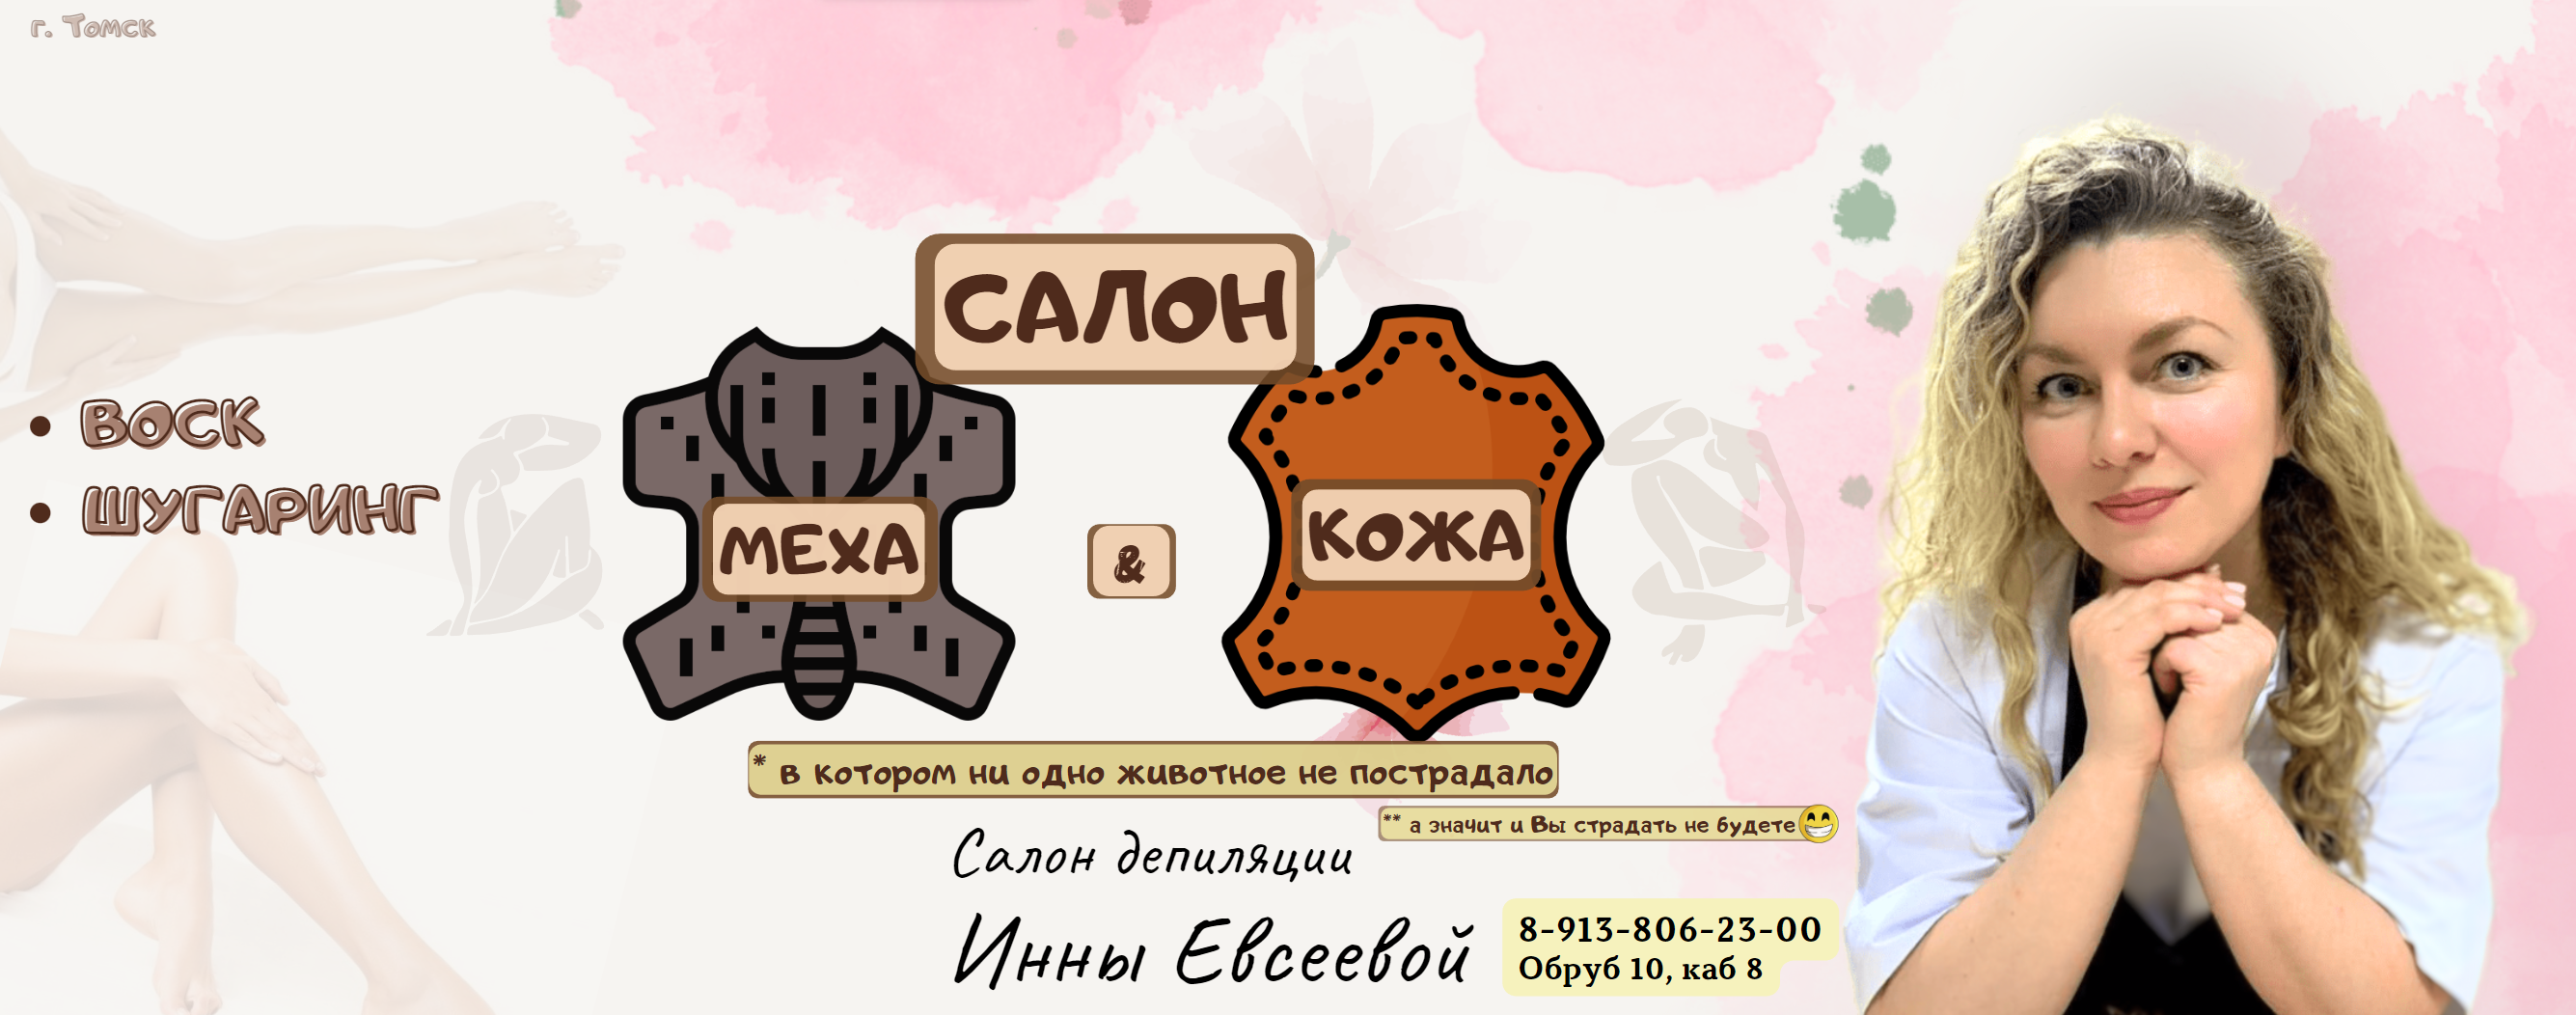 г. Томск
САЛОН
• ВОСК
• ШУГАРИНГ
МЕХА
&
КОЖА
* в котором ни одно животное не пострадало
** а значит и Вы страдать не будете
Салон депиляции
Инны Евсеевой
8-913-806-23-00
Обруб 10, каб 8